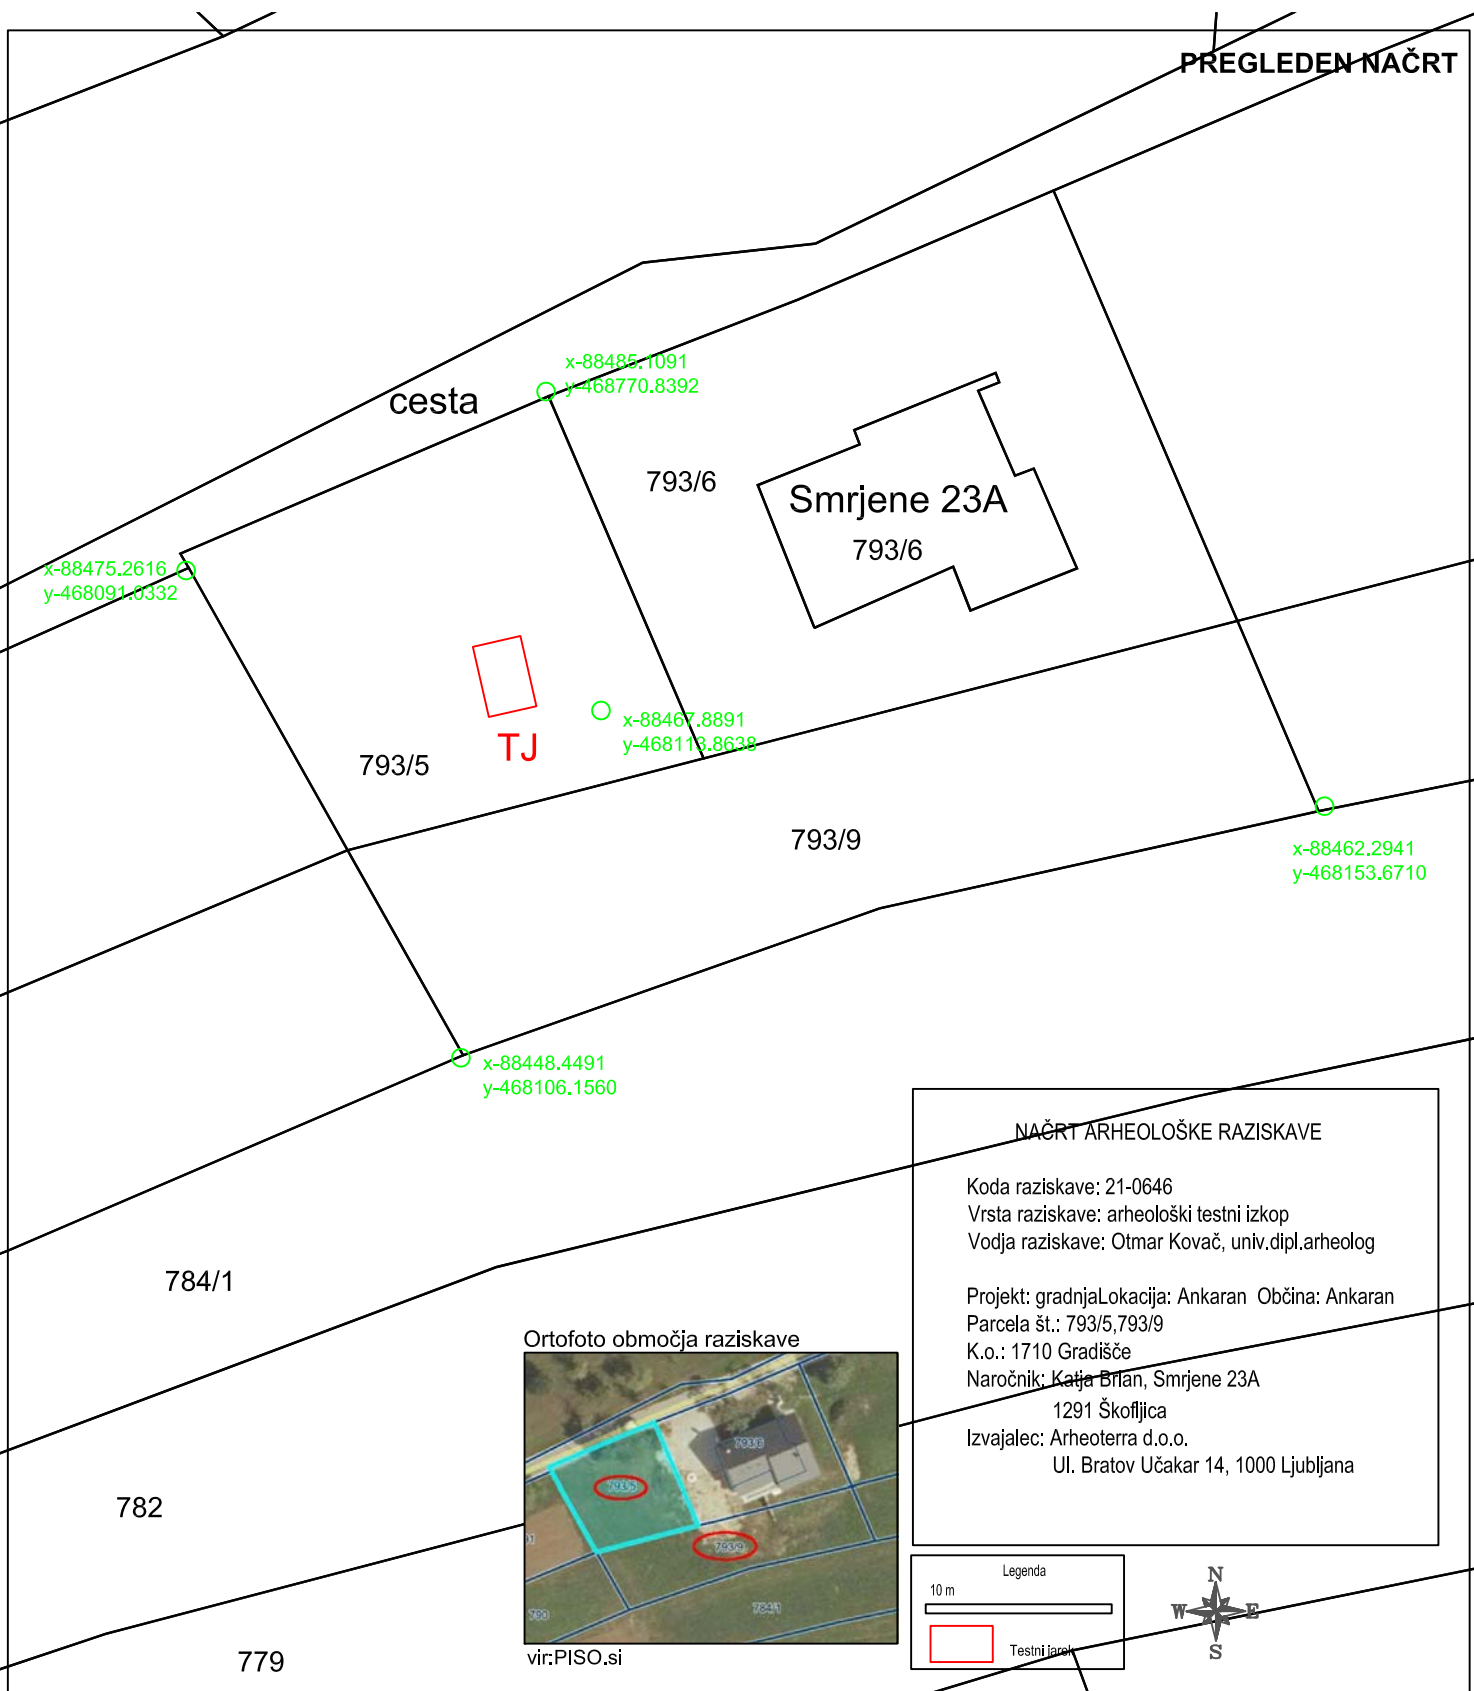 PREGLEDEN NAČRT
x-88485.1091
y-468770.8392
cesta
793/6
Smrjene 23A
793/6
x-88475.2616
y-468091.0332
x-88467.8891
y-468113.8638
TJ
793/5
793/9
x-88462.2941
y-468153.6710
x-88448.4491
y-468106.1560
NAČRT ARHEOLOŠKE RAZISKAVE
Koda raziskave: 21-0646
Vrsta raziskave: arheološki testni izkop
Vodja raziskave: Otmar Kovač, univ.dipl.arheolog
Projekt: gradnjaLokacija: Ankaran Občina: Ankaran
Parcela št.: 793/5,793/9
K.o.: 1710 Gradišče
Naročnik: Katja Brlan, Smrjene 23A
1291 Škofljica
Izvajalec: Arheoterra d.o.o.
Ul. Bratov Učakar 14, 1000 Ljubljana
784/1
Ortofoto območja raziskave
793/6
793/5
793/9
790
784/1
782
vir:PISO.si
779
Legenda
10 m
Testni jarek
N
W E
S